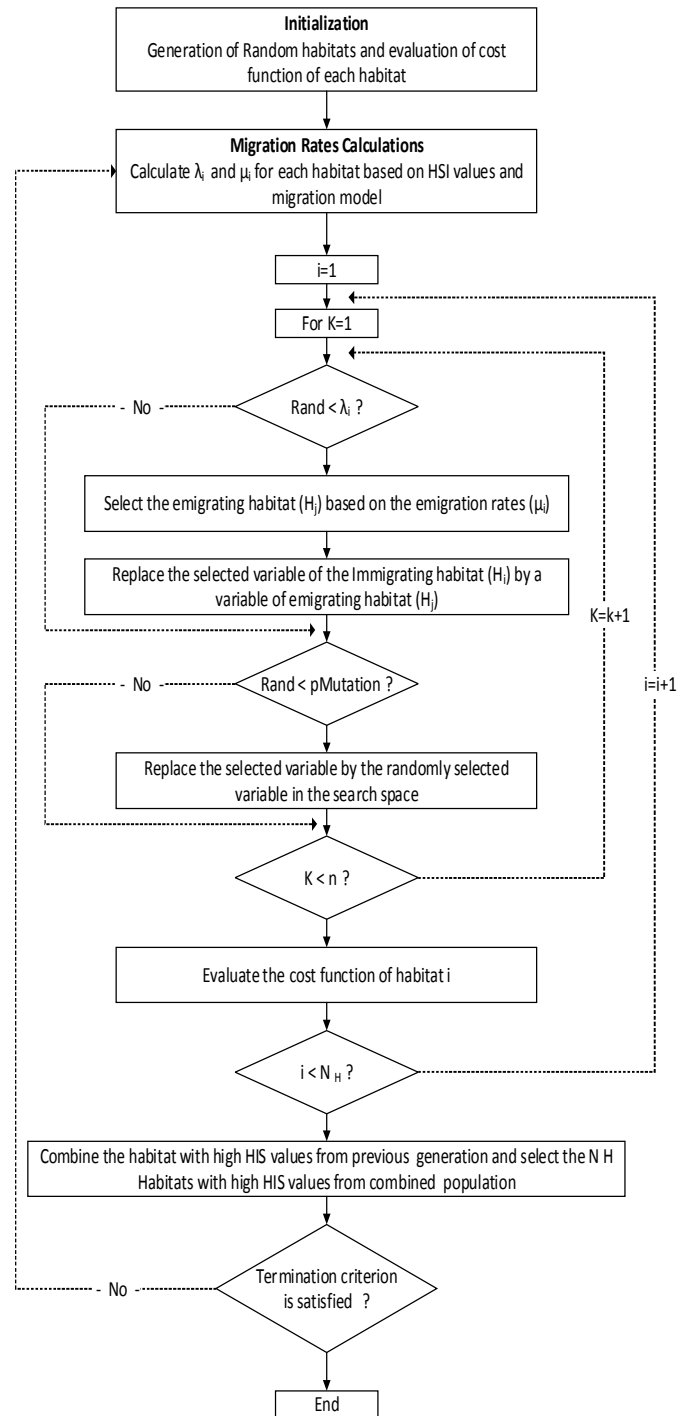 Initialization
Generation of Random habitats and evaluation of cost
function of each habitat
Migration Rates Calculations
Calculate λi and μi for each habitat based on HSI values and
migration model
i=1
For K=1
Rand < λi ?
- No -
Select the emigrating habitat (Hj) based on the emigration rates (μi)
Replace the selected variable of the Immigrating habitat (Hi) by a
variable of emigrating habitat (Hj)
K=k+1
i=i+1
Rand < pMutation ?
- No -
Replace the selected variable by the randomly selected
variable in the search space
K < n ?
Evaluate the cost function of habitat i
i < N H ?
Combine the habitat with high HIS values from previous generation and select the N H
Habitats with high HIS values from combined population
Termination criterion
is satisfied ?
- No -
End